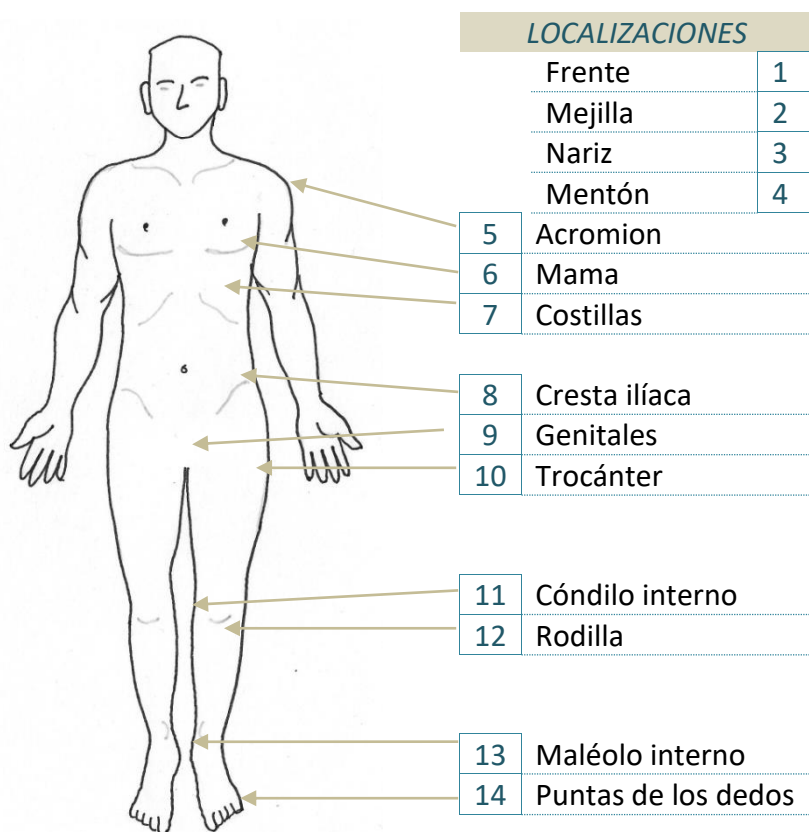 LOCALIZACIONES
Frente 1
Mejilla 2
Nariz 3
Mentón 4
5 Acromion
6 Mama
7 Costillas
8 Cresta ilíaca
9 Genitales
10 Trocánter
11 Cóndilo interno
12 Rodilla
13 Maléolo interno
14 Puntas de los dedos